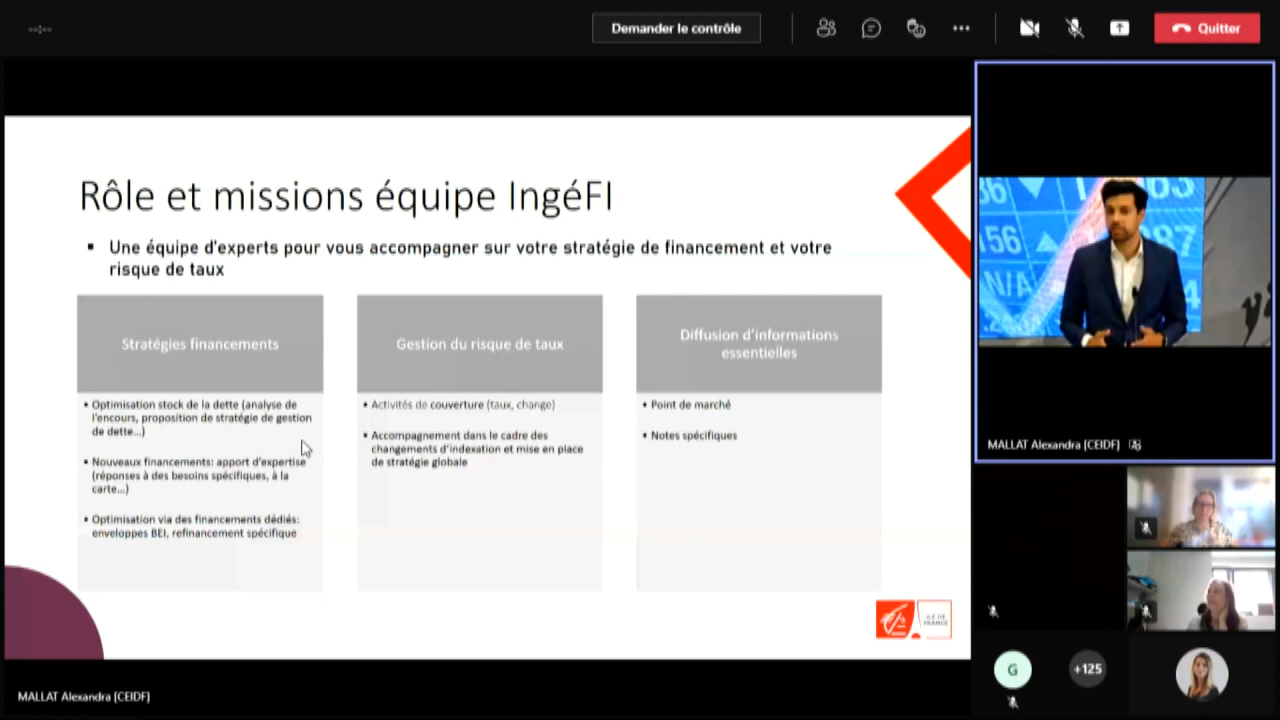 Demander le contrôle
Quitter
Rôle et missions équipe IngéFI
▪ Une équipe d'experts pour vous accompagner sur votre stratégie de financement et votre
risque de taux
Stratégies financements
• Optimisation stock de la dette (analyse de
l'encours, proposition de stratégie de gestion
de dette...)
• Nouveaux financements: apport d'expertise
(réponses à des besoins spécifiques, à la
carte...)
• Optimisation via des financements dédiés:
enveloppes BEI, refinancement spécifique
Gestion du risque de taux
• Activités de couverture (taux, change)
• Accompagnement dans le cadre des
changements d'indexation et mise en place
de stratégie globale
Diffusion d'informations
essentielles
• Point de marché
• Notes spécifiques
ILE DE
FRANCE
MALLAT Alexandra [CEIDF]
N/A
MALLAT Alexandra [CEIDF]
G
+125